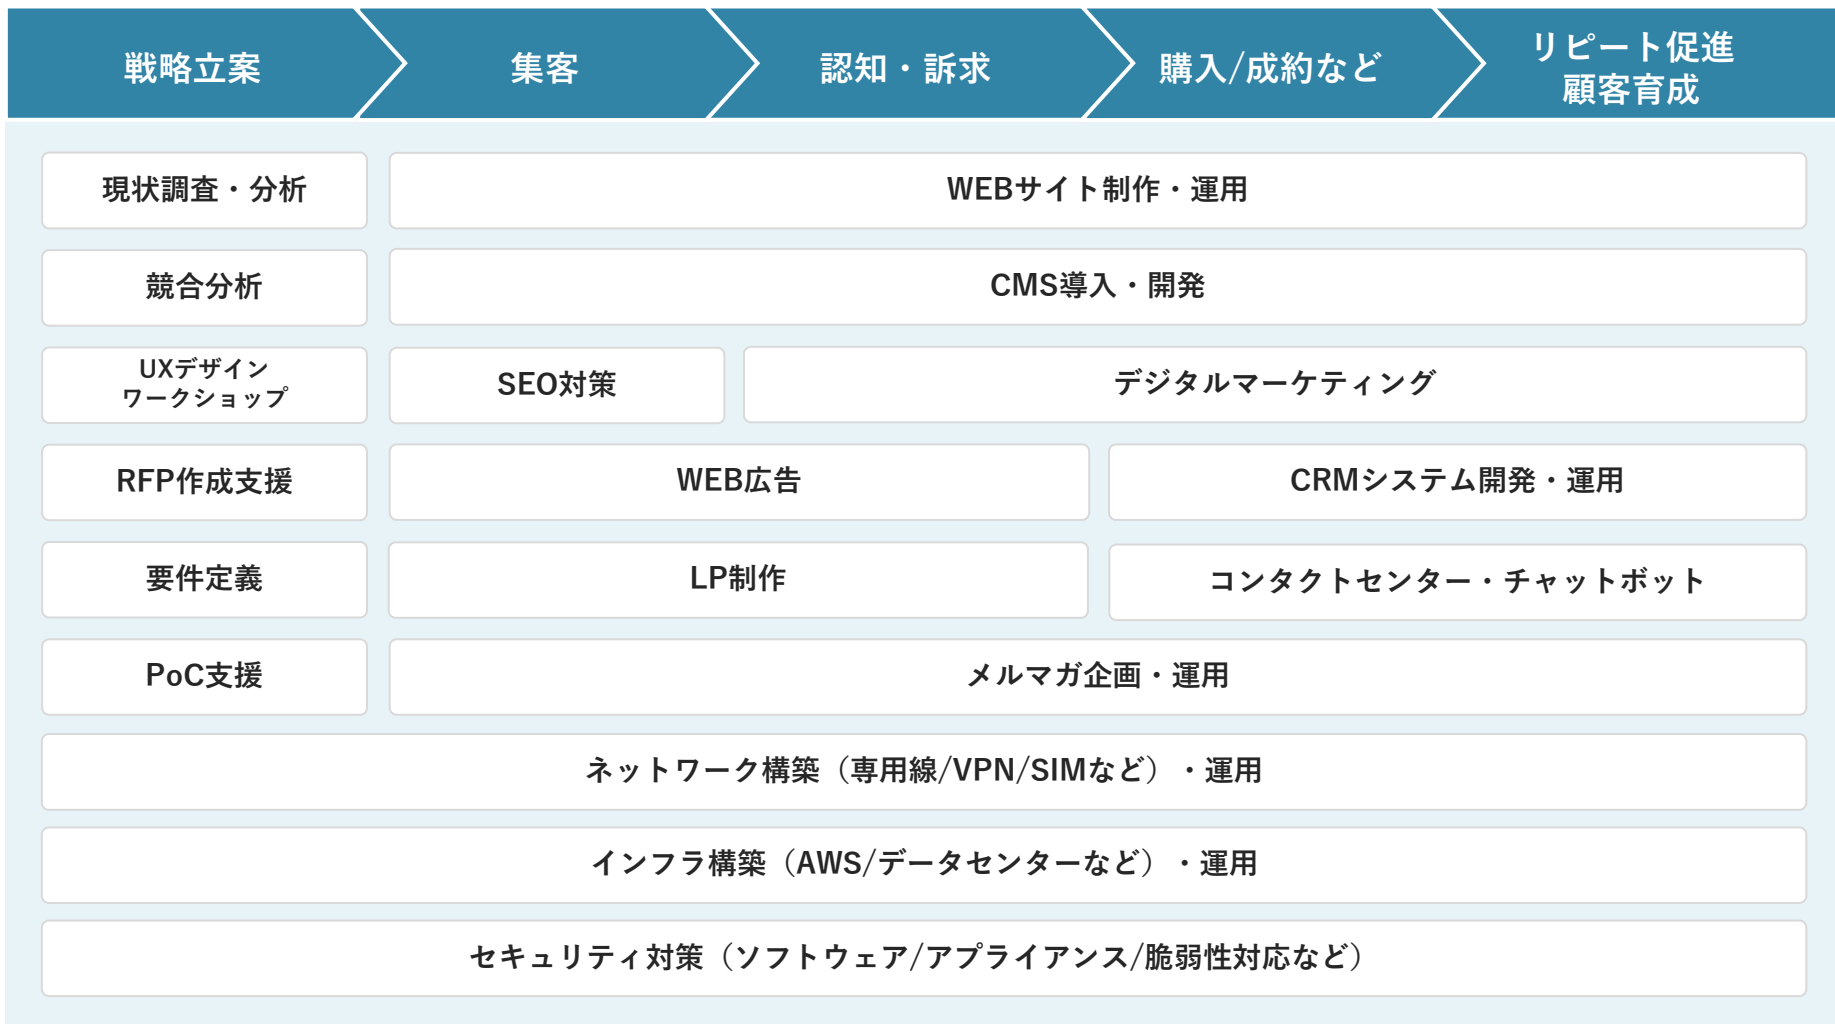 戦略立案
集客
認知・訴求
購入/成約など
リピート促進
顧客育成
現状調査・分析
WEBサイト制作・運用
競合分析
CMS導入・開発
UXデザイン
ワークショップ
SEO対策
デジタルマーケティング
RFP作成支援
WEB広告
CRMシステム開発・運用
要件定義
LP制作
コンタクトセンター・チャットボット
PoC支援
メルマガ企画・運用
ネットワーク構築（専用線/VPN/SIMなど）・運用
インフラ構築（AWS/データセンターなど）・運用
セキュリティ対策（ソフトウェア/アプライアンス/脆弱性対応など）